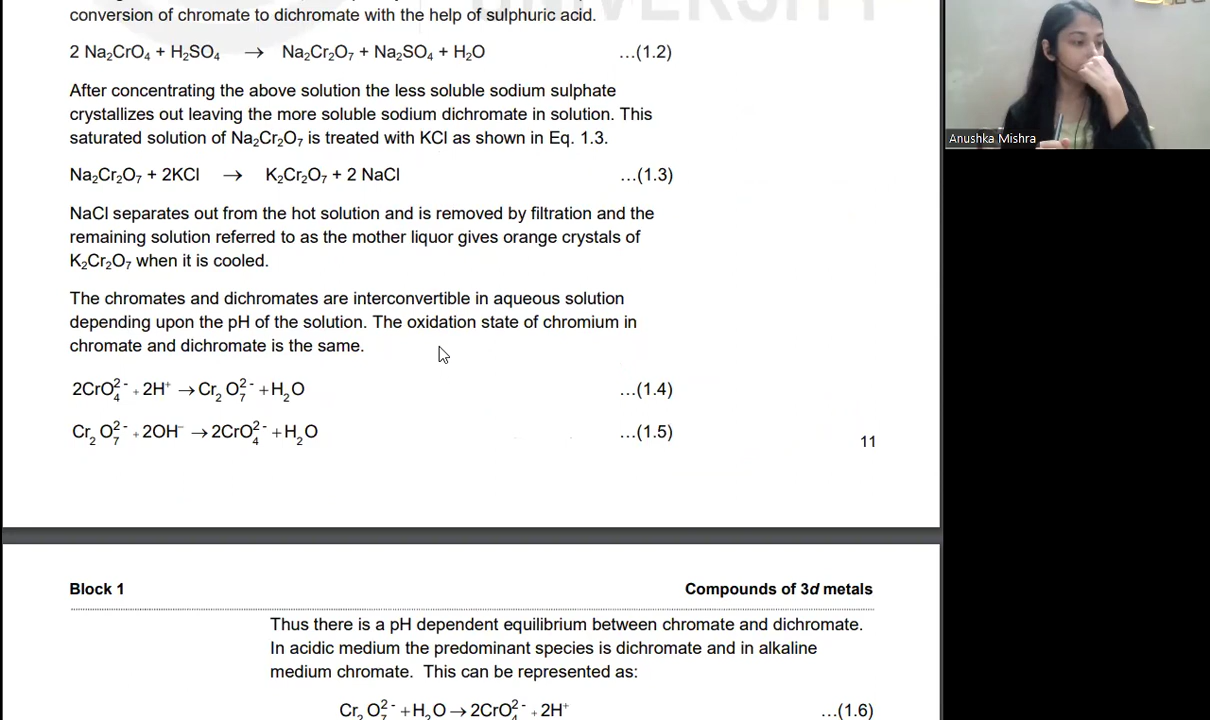 UNIVERSITY
conversion of chromate to dichromate with the help of sulphuric acid.
2 Na₂CrO₄ + H₂SO₄ → Na₂Cr₂O₇ + Na₂SO₄ + H₂O ...(1.2)
After concentrating the above solution the less soluble sodium sulphate
crystallizes out leaving the more soluble sodium dichromate in solution. This
saturated solution of Na₂Cr₂O₇ is treated with KCl as shown in Eq. 1.3.
Na₂Cr₂O₇ + 2KCl → K₂Cr₂O₇ + 2 NaCl ...(1.3)
NaCl separates out from the hot solution and is removed by filtration and the
remaining solution referred to as the mother liquor gives orange crystals of
K₂Cr₂O₇ when it is cooled.
The chromates and dichromates are interconvertible in aqueous solution
depending upon the pH of the solution. The oxidation state of chromium in
chromate and dichromate is the same.
2CrO₄²⁻ + 2H⁺ → Cr₂O₇²⁻ + H₂O ...(1.4)
Cr₂O₇²⁻ + 2OH⁻ → 2CrO₄²⁻ + H₂O ...(1.5)
11
Block 1 Compounds of 3d metals
Thus there is a pH dependent equilibrium between chromate and dichromate.
In acidic medium the predominant species is dichromate and in alkaline
medium chromate. This can be represented as:
Cr₂O₇²⁻ + H₂O → 2CrO₄²⁻ + 2H⁺ ...(1.6)
Anushka Mishra